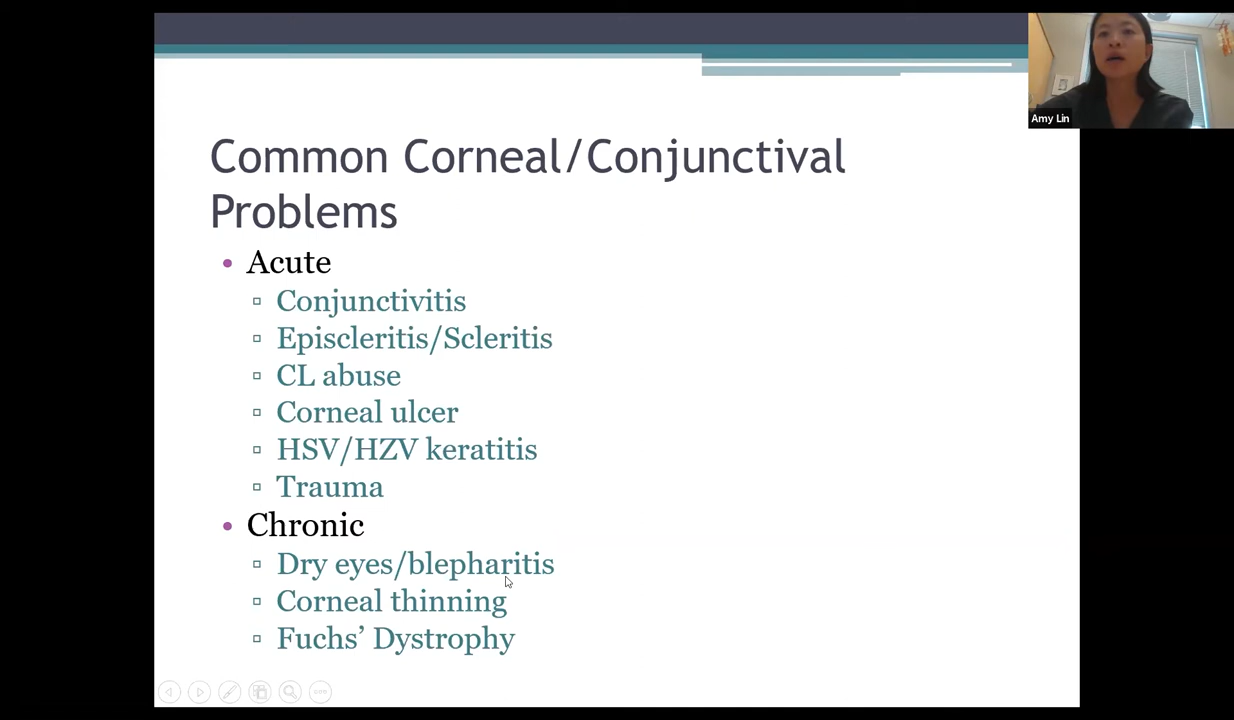 Amy Lin
Common Corneal/Conjunctival
Problems
• Acute
▫ Conjunctivitis
▫ Episcleritis/Scleritis
▫ CL abuse
▫ Corneal ulcer
▫ HSV/HZV keratitis
▫ Trauma
• Chronic
▫ Dry eyes/blepharitis
▫ Corneal thinning
▫ Fuchs’ Dystrophy